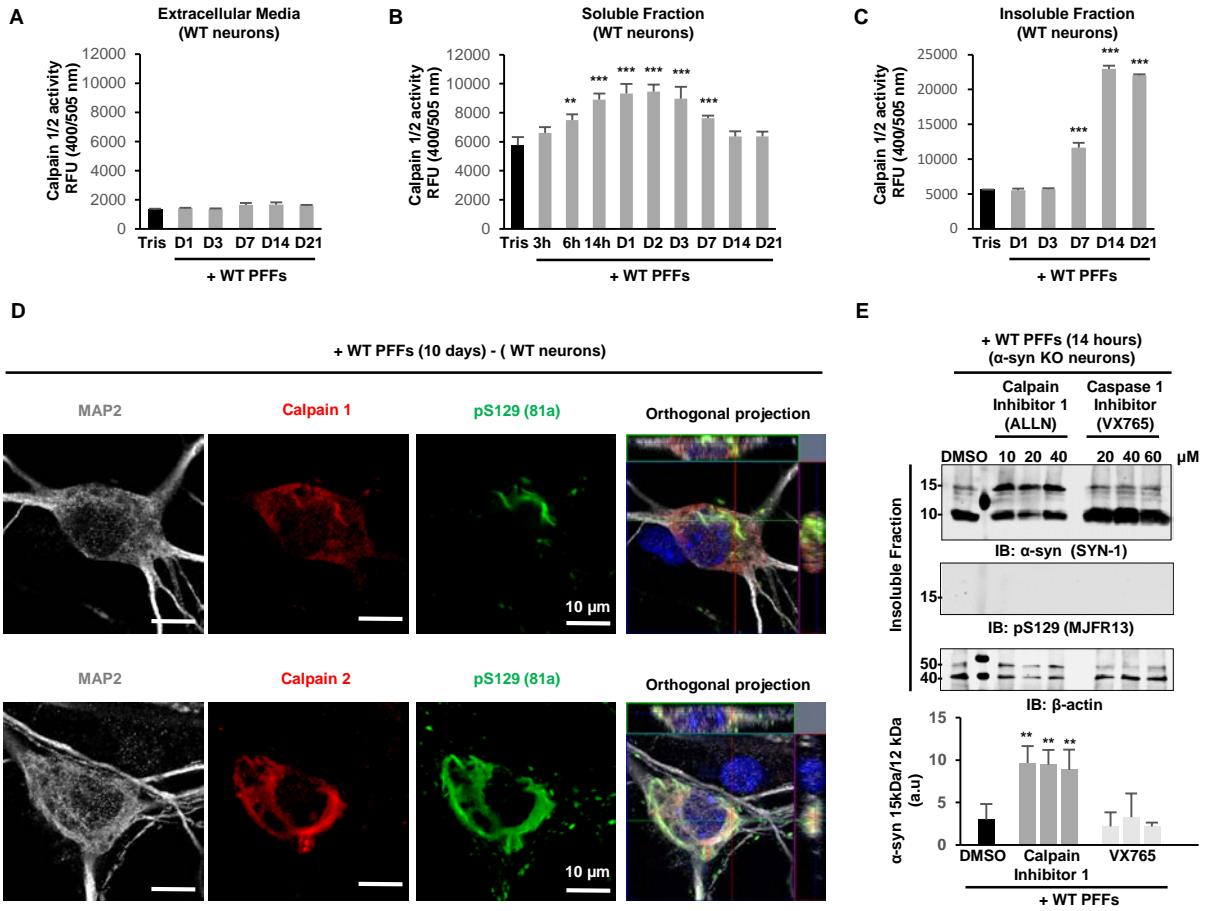 A
Extracellular Media
(WT neurons)
Calpain 1/2 activity
RFU (400/505 nm)
12000
10000
8000
6000
4000
2000
0
Tris D1 D3 D7 D14 D21
+ WT PFFs
B
Soluble Fraction
(WT neurons)
Calpain 1/2 activity
RFU (400/505 nm)
12000
10000
8000
6000
4000
2000
0
** *** *** *** *** ***
Tris 3h 6h 14h D1 D2 D3 D7 D14 D21
+ WT PFFs
C
Insoluble Fraction
(WT neurons)
Calpain 1/2 activity
RFU (400/505 nm)
25000
20000
15000
10000
5000
0
*** *** ***
Tris D1 D3 D7 D14 D21
+ WT PFFs
D
+ WT PFFs (10 days) - ( WT neurons)
MAP2 Calpain 1 pS129 (81a) Orthogonal projection
10 µm
MAP2 Calpain 2 pS129 (81a) Orthogonal projection
10 µm
E
+ WT PFFs (14 hours)
(α-syn KO neurons)
Calpain
Inhibitor 1
(ALLN)
Caspase 1
Inhibitor
(VX765)
DMSO 10 20 40 20 40 60 µM
Insoluble Fraction
15
10
IB: α-syn (SYN-1)
15
IB: pS129 (MJFR13)
50
40
IB: β-actin
α-syn 15kDa/12 kDa
(a.u)
15
10
5
0
** ** **
DMSO Calpain VX765
Inhibitor 1
+ WT PFFs